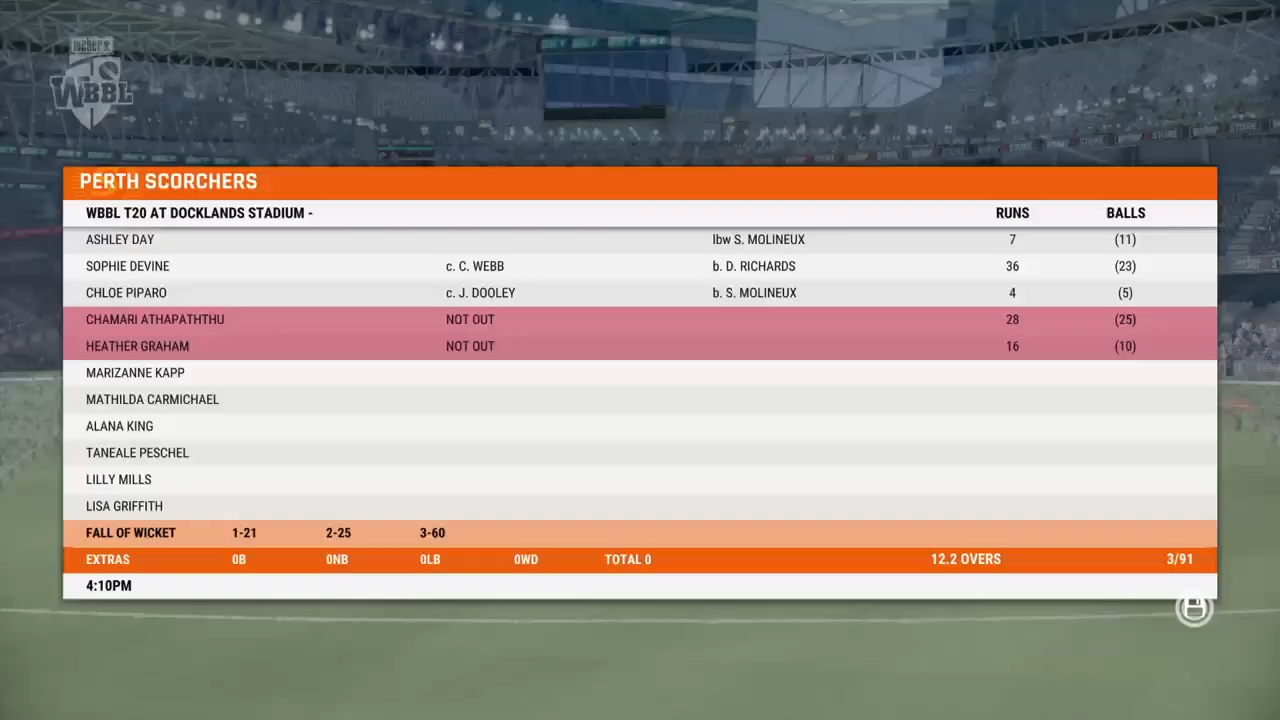 WBBL
PERTH SCORCHERS
WBBL T20 AT DOCKLANDS STADIUM - RUNS BALLS
ASHLEY DAY lbw S. MOLINEUX 7 (11)
SOPHIE DEVINE c. C. WEBB b. D. RICHARDS 36 (23)
CHLOE PIPARO c. J. DOOLEY b. S. MOLINEUX 4 (5)
CHAMARI ATHAPATHTHU NOT OUT 28 (25)
HEATHER GRAHAM NOT OUT 16 (10)
MARIZANNE KAPP
MATHILDA CARMICHAEL
ALANA KING
TANEALE PESCHEL
LILLY MILLS
LISA GRIFFITH
FALL OF WICKET 1-21 2-25 3-60
EXTRAS 0B 0NB 0LB 0WD TOTAL 0 12.2 OVERS 3/91
4:10PM